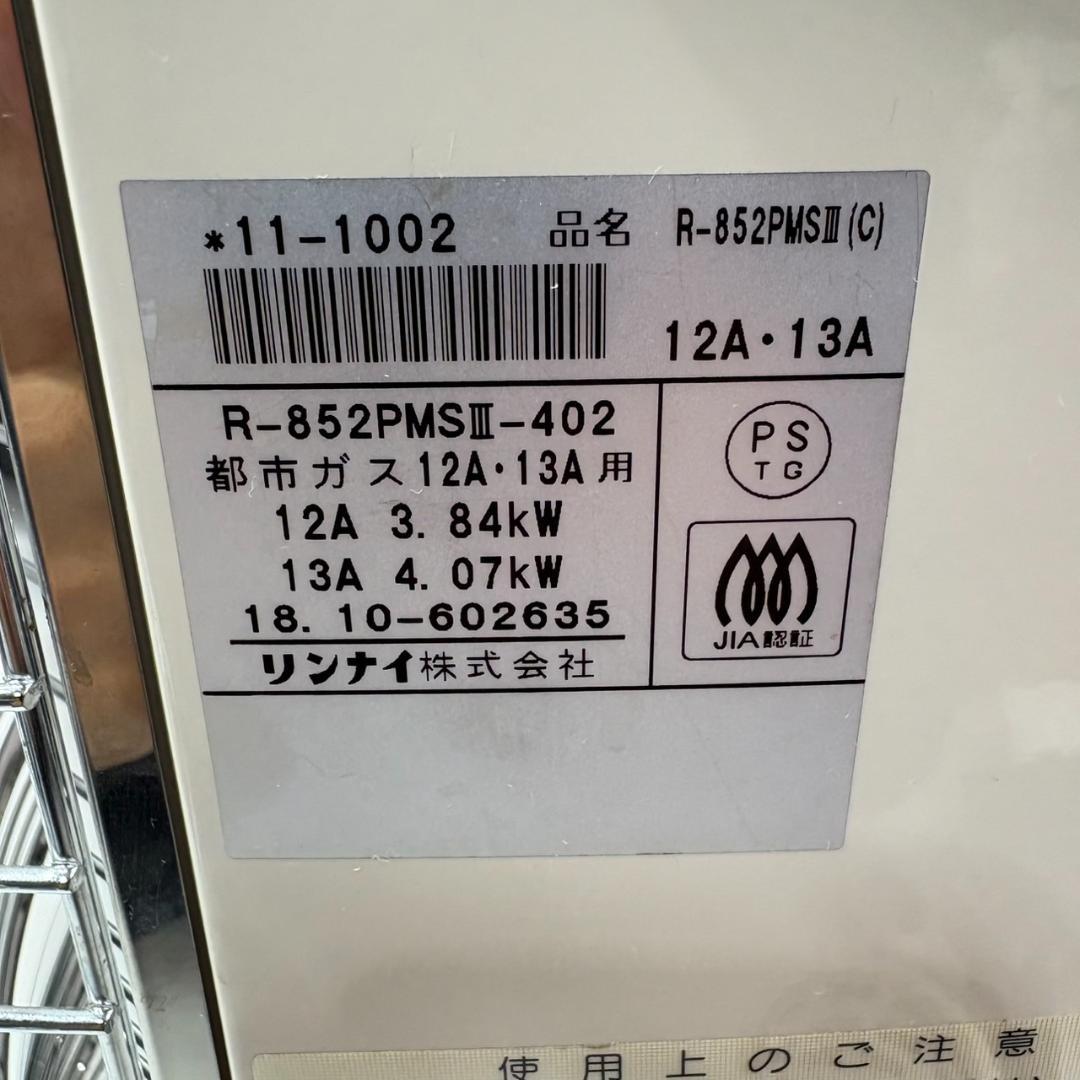 *11-1002 品名 R-852PMSⅢ(C)
12A・13A
R-852PMSⅢ-402
都市ガス12A・13A用
12A 3.84kW
13A 4.07kW
18.10-602635
リンナイ株式会社
PS
TG
JIA認証
使用上のご注意